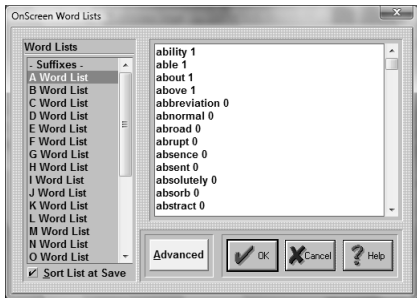 OnScreen Word Lists
Word Lists
- Suffixes -
A Word List
B Word List
C Word List
D Word List
E Word List
F Word List
G Word List
H Word List
I Word List
J Word List
K Word List
L Word List
M Word List
N Word List
O Word List
Sort List at Save
ability 1
able 1
about 1
above 1
abbreviation 0
abnormal 0
abroad 0
abrupt 0
absence 0
absent 0
absolutely 0
absorb 0
abstract 0
Advanced
OK
Cancel
Help